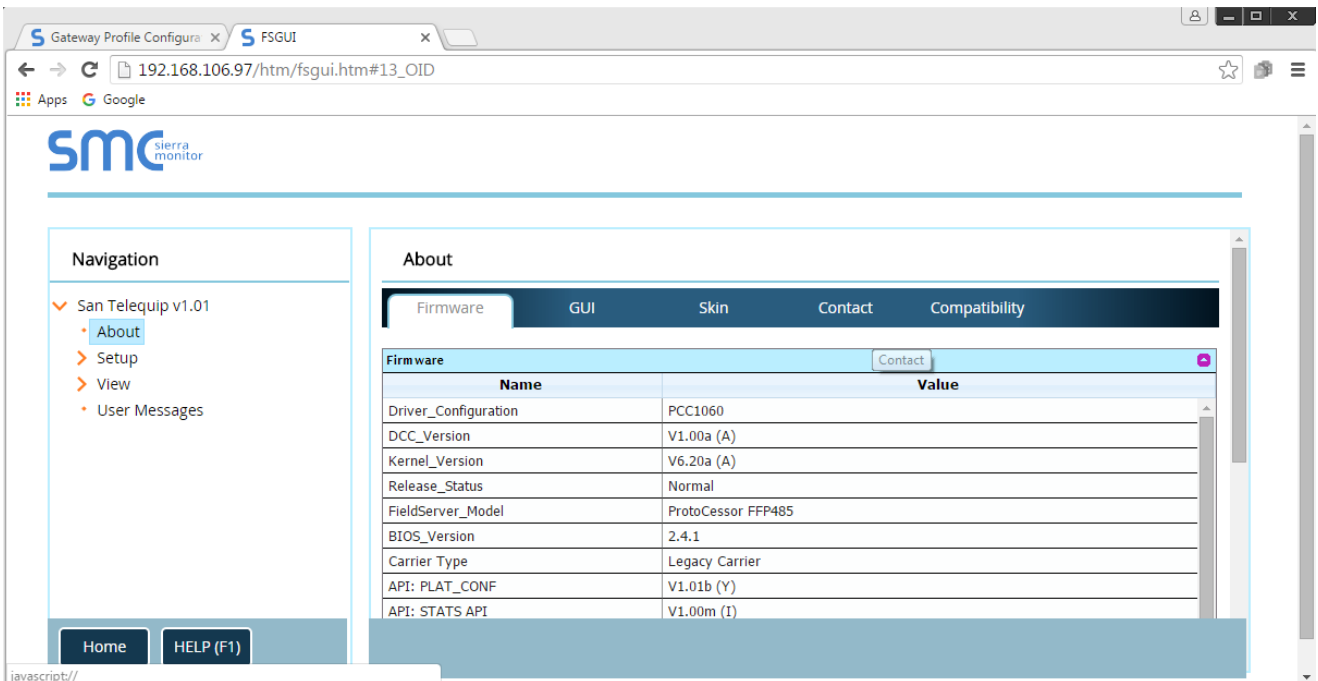 Gateway Profile Configura
FSGUI
192.168.106.97/htm/fsgui.htm#13_OID
Apps
Google
smc sierra
monitor
Navigation
San Telequip v1.01
About
Setup
View
User Messages
Home
HELP (F1)
About
Firmware
GUI
Skin
Contact
Compatibility
Firmware
Contact
Name Value
Driver_Configuration PCC1060
DCC_Version V1.00a (A)
Kernel_Version V6.20a (A)
Release_Status Normal
FieldServer_Model ProtoCessor FFP485
BIOS_Version 2.4.1
Carrier Type Legacy Carrier
API: PLAT_CONF V1.01b (Y)
API: STATS API V1.00m (I)
javascript://